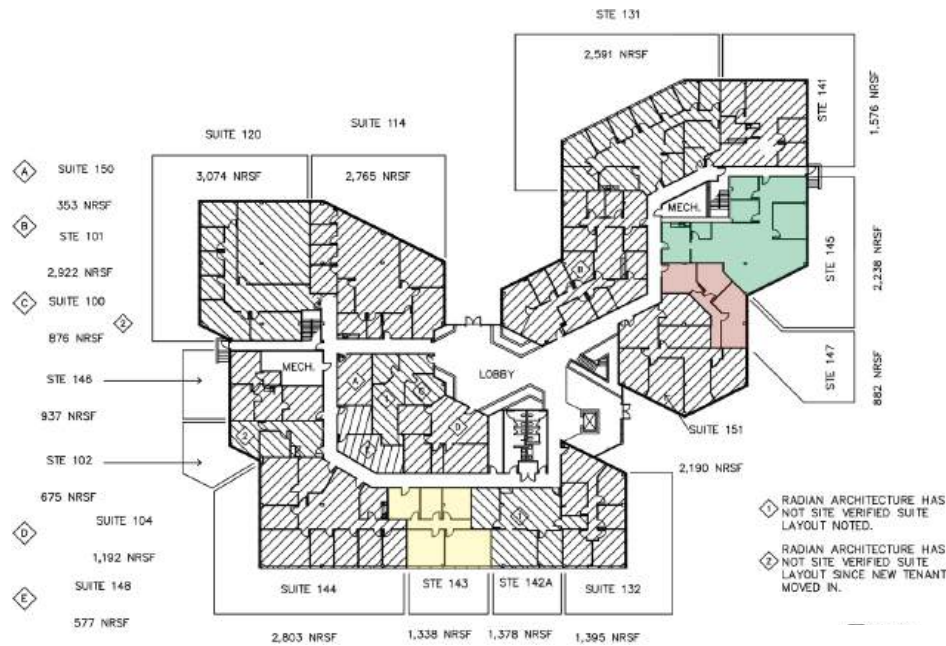 STE 131
2,591 NRSF
STE 141
1,576 NRSF
SUITE 114
SUITE 120
3,074 NRSF
2,765 NRSF
A SUITE 150
353 NRSF
B STE 101
2,922 NRSF
C SUITE 100
876 NRSF
2
STE 146
937 NRSF
STE 102
675 NRSF
D SUITE 104
1,192 NRSF
E SUITE 148
577 NRSF
MECH.
STE 145
2,238 NRSF
B
STE 147
882 NRSF
MECH.
LOBBY
A
1
D
2
SUITE 151
2,190 NRSF
1
SUITE 144
STE 143
STE 142A
SUITE 132
2,803 NRSF
1,338 NRSF
1,378 NRSF
1,395 NRSF
1 RADIAN ARCHITECTURE HAS
NOT SITE VERIFIED SUITE
LAYOUT NOTED.
2 RADIAN ARCHITECTURE HAS
NOT SITE VERIFIED SUITE
LAYOUT SINCE NEW TENANT
MOVED IN.